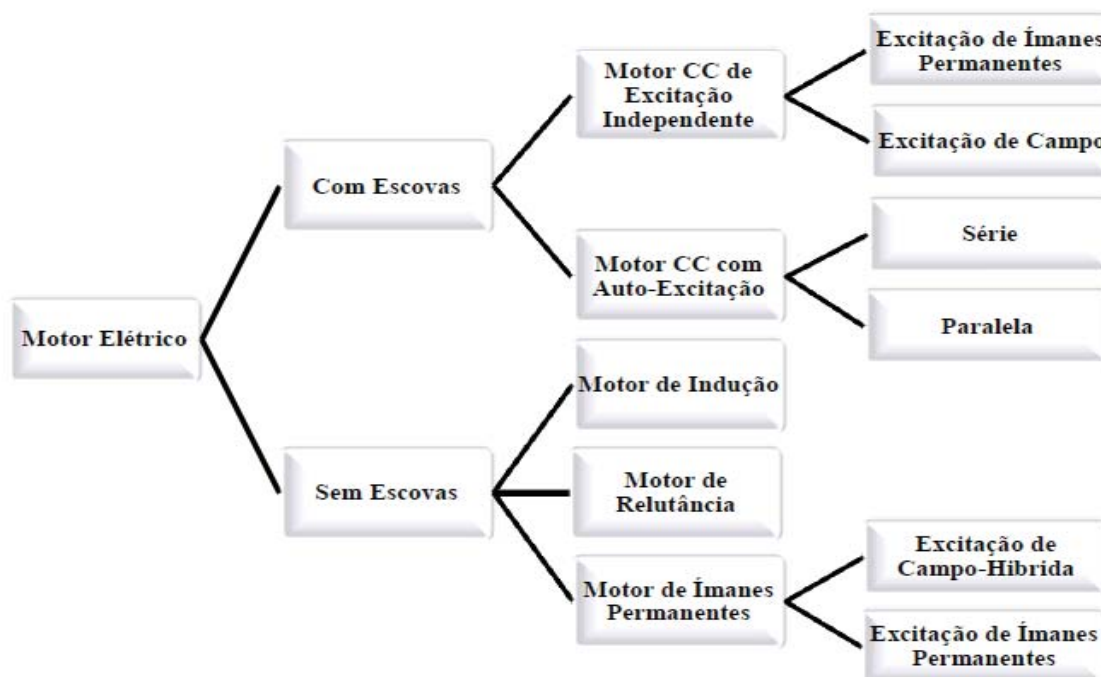 Motor Elétrico
Com Escovas
Motor CC de
Excitação
Independente
Excitação de Ímanes
Permanentes
Excitação de Campo
Motor CC com
Auto-Excitação
Série
Paralela
Sem Escovas
Motor de Indução
Motor de
Relutância
Motor de Ímanes
Permanentes
Excitação de
Campo-Hibrida
Excitação de Ímanes
Permanentes